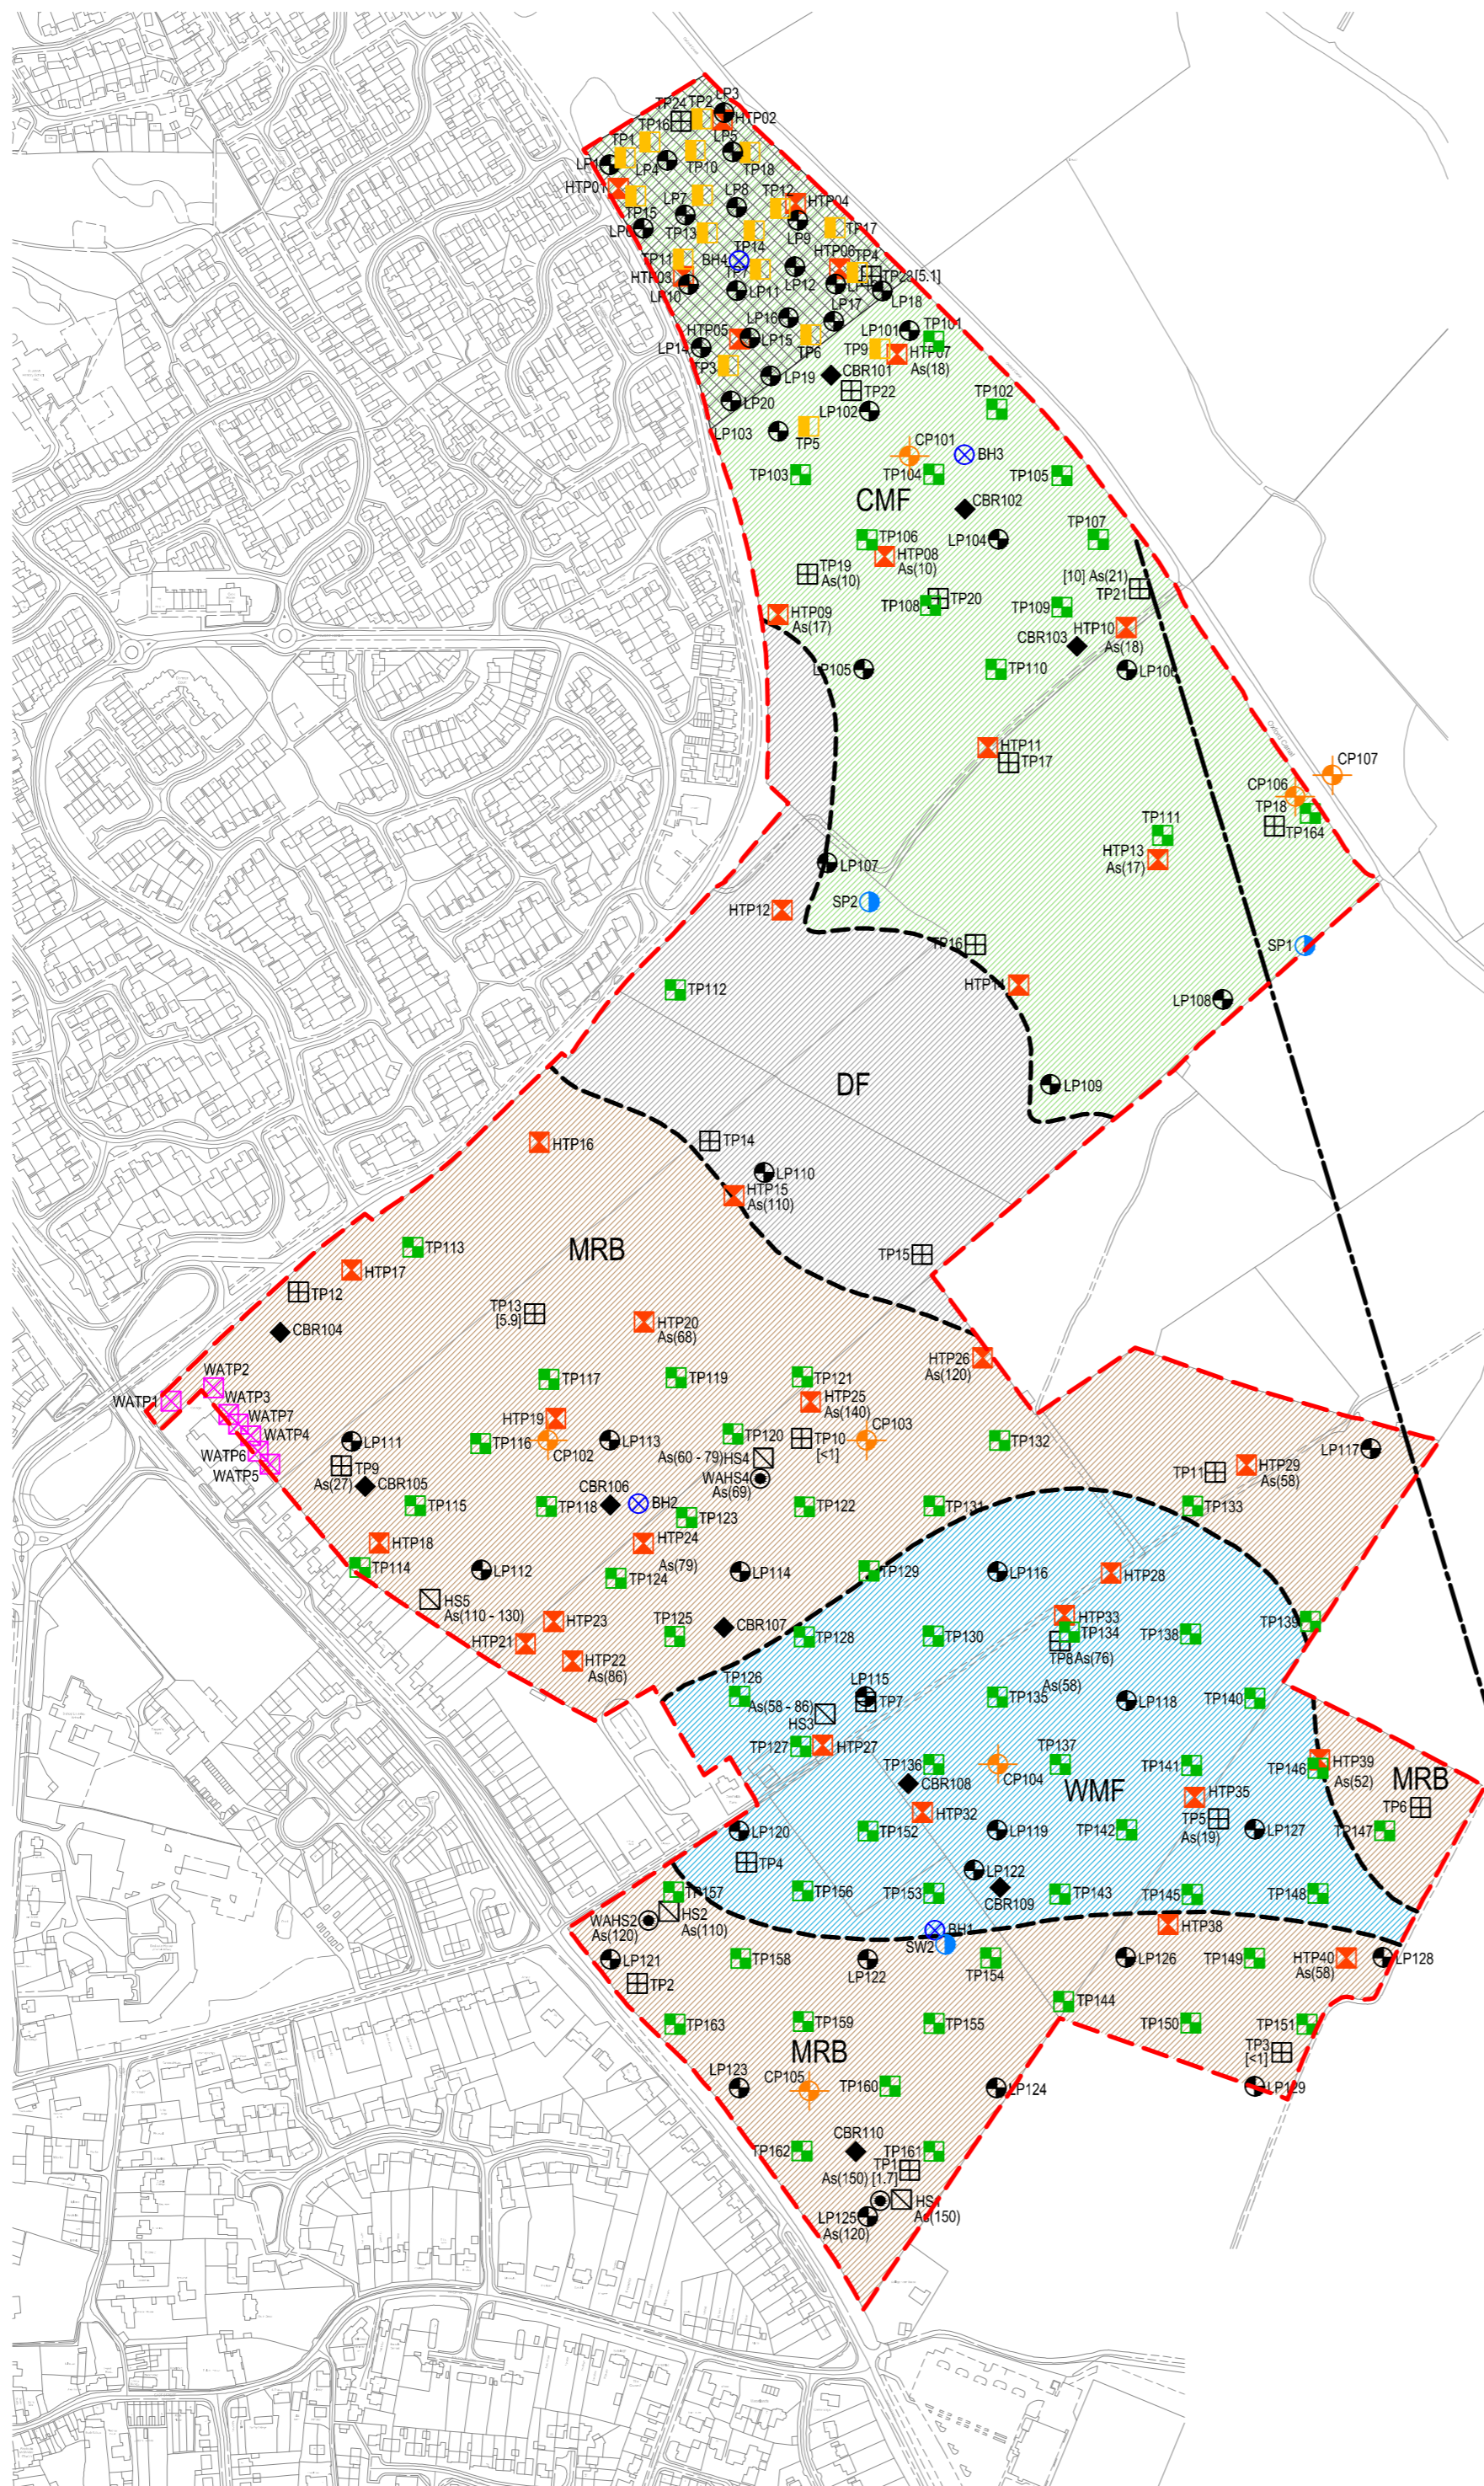 LP3
TP2
TP24
HTP02
TP16
TP1
LP5
LP4
TP10
TP18
HTP01
LP7
LP8
TP12
HTP04
TP15
TP13
TP14
LP9
TP17
TP11
BH4
HTP06
TP4
HTP03
TP7
LP12
TP23[5.1]
LP10
LP11
LP18
LP17
LP16
LP101
TP101
HTP05
LP15
TP6
TP9
HTP07
As(18)
LP14
TP3
LP19
CBR101
TP22
LP20
LP102
TP102
LP103
TP5
CP101
BH3
TP103
TP104
TP105
CMF
CBR102
TP106
LP104
TP107
HTP08
As(10)
TP19
As(10)
[10] As(21)
TP21
TP20
TP108
TP109
HTP09
As(17)
CBR103
HTP10
As(18)
LP105
TP110
LP106
Oxford Canal
HTP11
TP17
CP107
CP106
TP18
TP164
TP111
HTP13
As(17)
LP107
SP2
HTP12
TP16
SP1
HTP14
TP112
LP108
DF
LP109
HTP16
TP14
LP110
HTP15
As(110)
TP113
MRB
TP15
HTP17
TP12
TP13
[5.9]
HTP20
As(68)
CBR104
HTP26
As(120)
WATP2
WATP1
WATP3
WATP7
WATP4
WATP6
WATP5
TP117
TP119
TP121
HTP25
As(140)
HTP19
CP102
TP116
LP113
TP120
TP10
[<1]
CP103
TP132
LP117
LP111
As(60 - 79)HS4
WAHS4
As(69)
TP9
As(27)
CBR105
TP11
HTP29
As(58)
CBR106
BH2
TP115
TP118
TP123
TP122
TP131
TP133
HTP18
HTP24
As(79)
TP114
LP112
TP124
LP114
TP129
LP116
HTP28
HS5
As(110 - 130)
HTP23
TP125
CBR107
HTP33
TP134
TP139
HTP21
TP128
TP130
TP138
HTP22
As(86)
TP8As(76)
As(58)
TP126
LP115
As(58 - 86)
TP7
HS3
TP135
LP118
TP140
TP127
HTP27
TP136
CP104
TP137
TP141
HTP39
TP146
As(52)
MRB
CBR108
WMF
HTP35
TP6
HTP32
TP5
As(19)
LP120
TP152
LP119
TP142
LP127
TP147
TP4
LP122
TP157
TP156
TP153
CBR109
TP143
TP145
TP148
WAHS2
As(120)
HS2
As(110)
BH1
SW2
HTP38
LP121
TP158
LP122
TP154
LP126
TP149
HTP40
As(58)
LP128
TP2
TP144
TP163
TP159
TP155
TP150
TP151
MRB
TP3
[<1]
LP123
CP105
TP160
LP124
LP129
CBR110
TP162
TP161
TP1
As(150) [1.7]
HS1
As(150)
LP125
As(120)